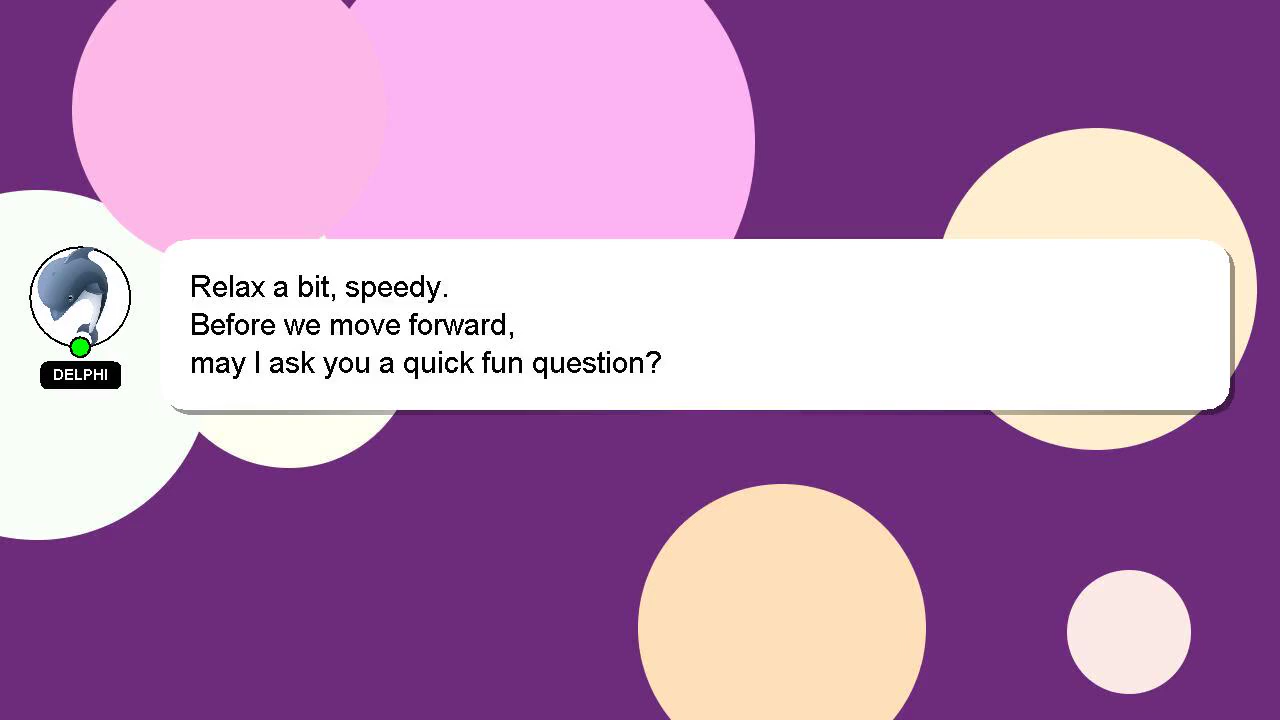 Relax a bit, speedy.
Before we move forward,
may I ask you a quick fun question?
DELPHI